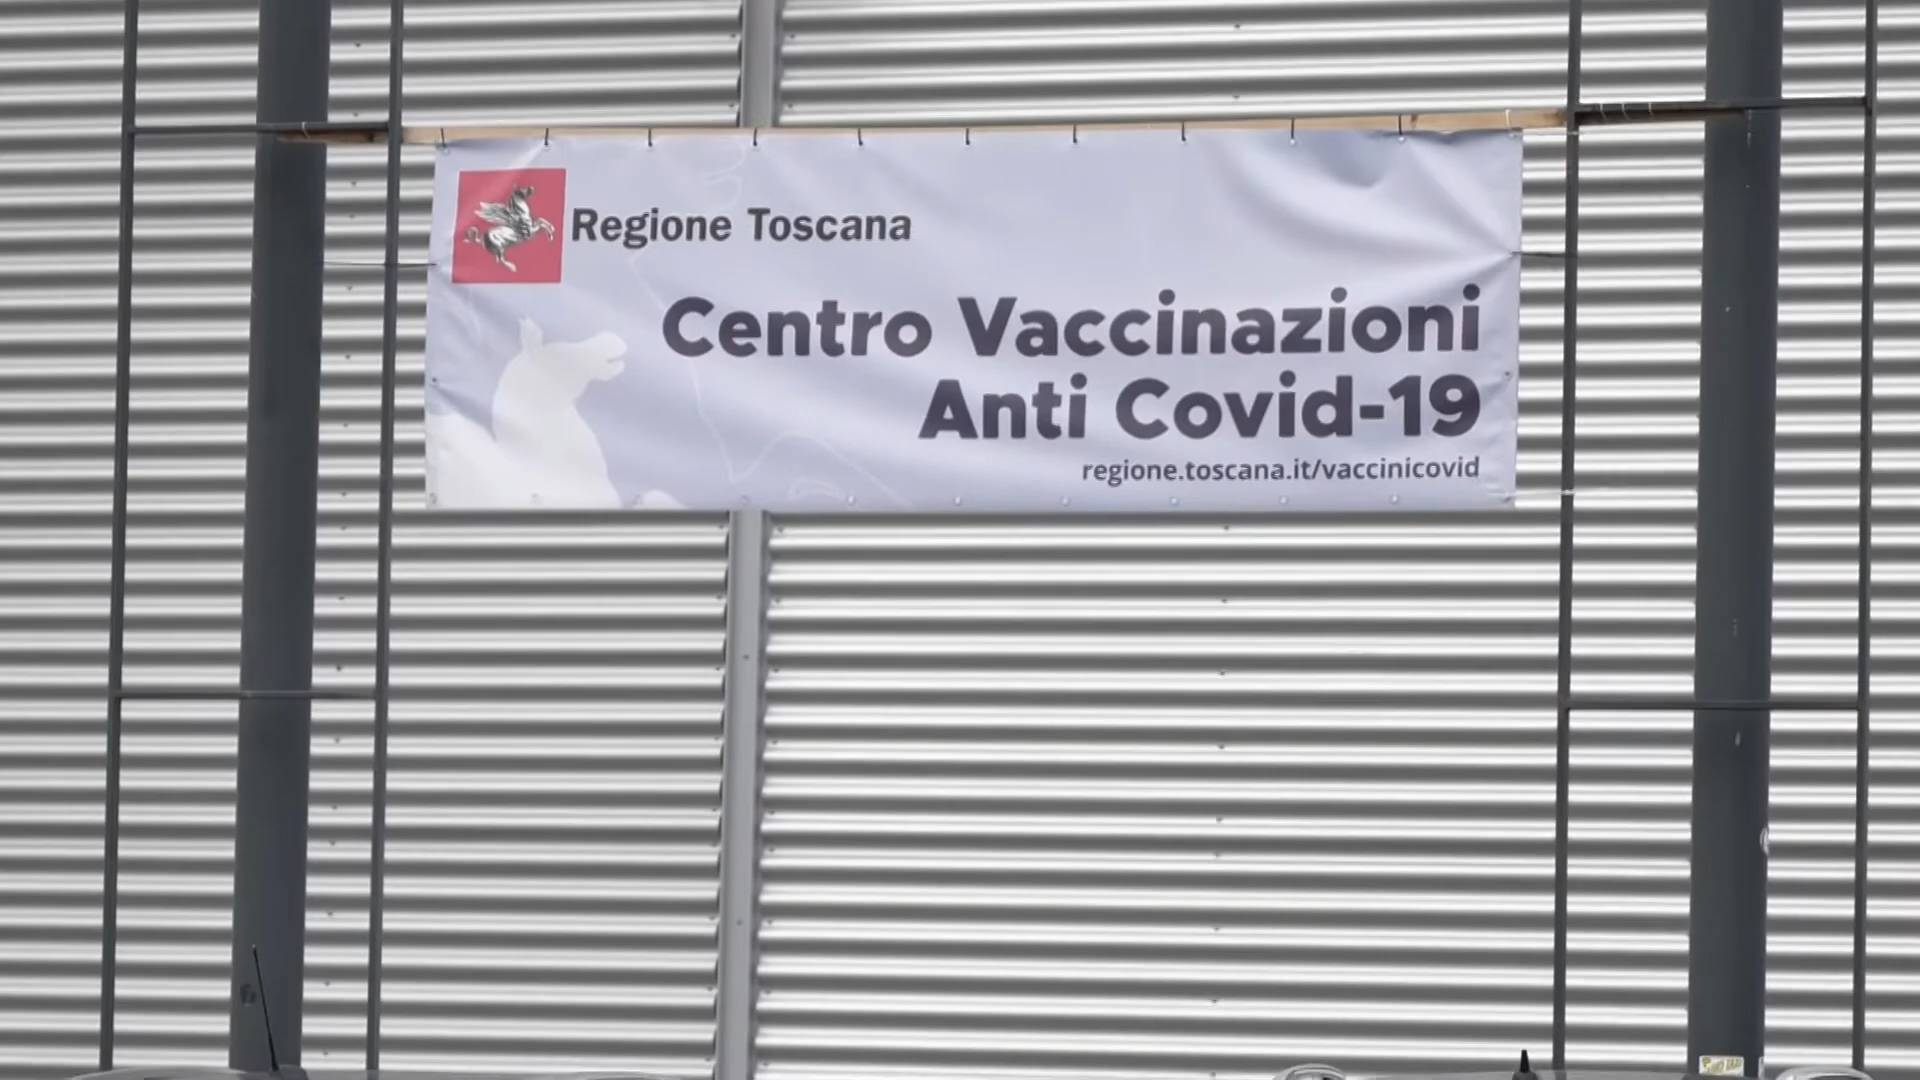 Regione Toscana
Centro Vaccinazioni
Anti Covid-19
regione.toscana.it/vaccinicovid